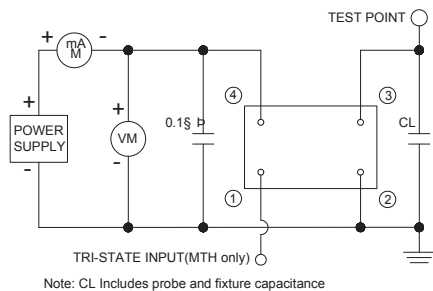 TEST POINT
+ mA M -
+ 4 3
+ 0.1§ Þ CL
POWER SUPPLY
VM
- - 1 2
TRI-STATE INPUT(MTH only)
Note: CL Includes probe and fixture capacitance